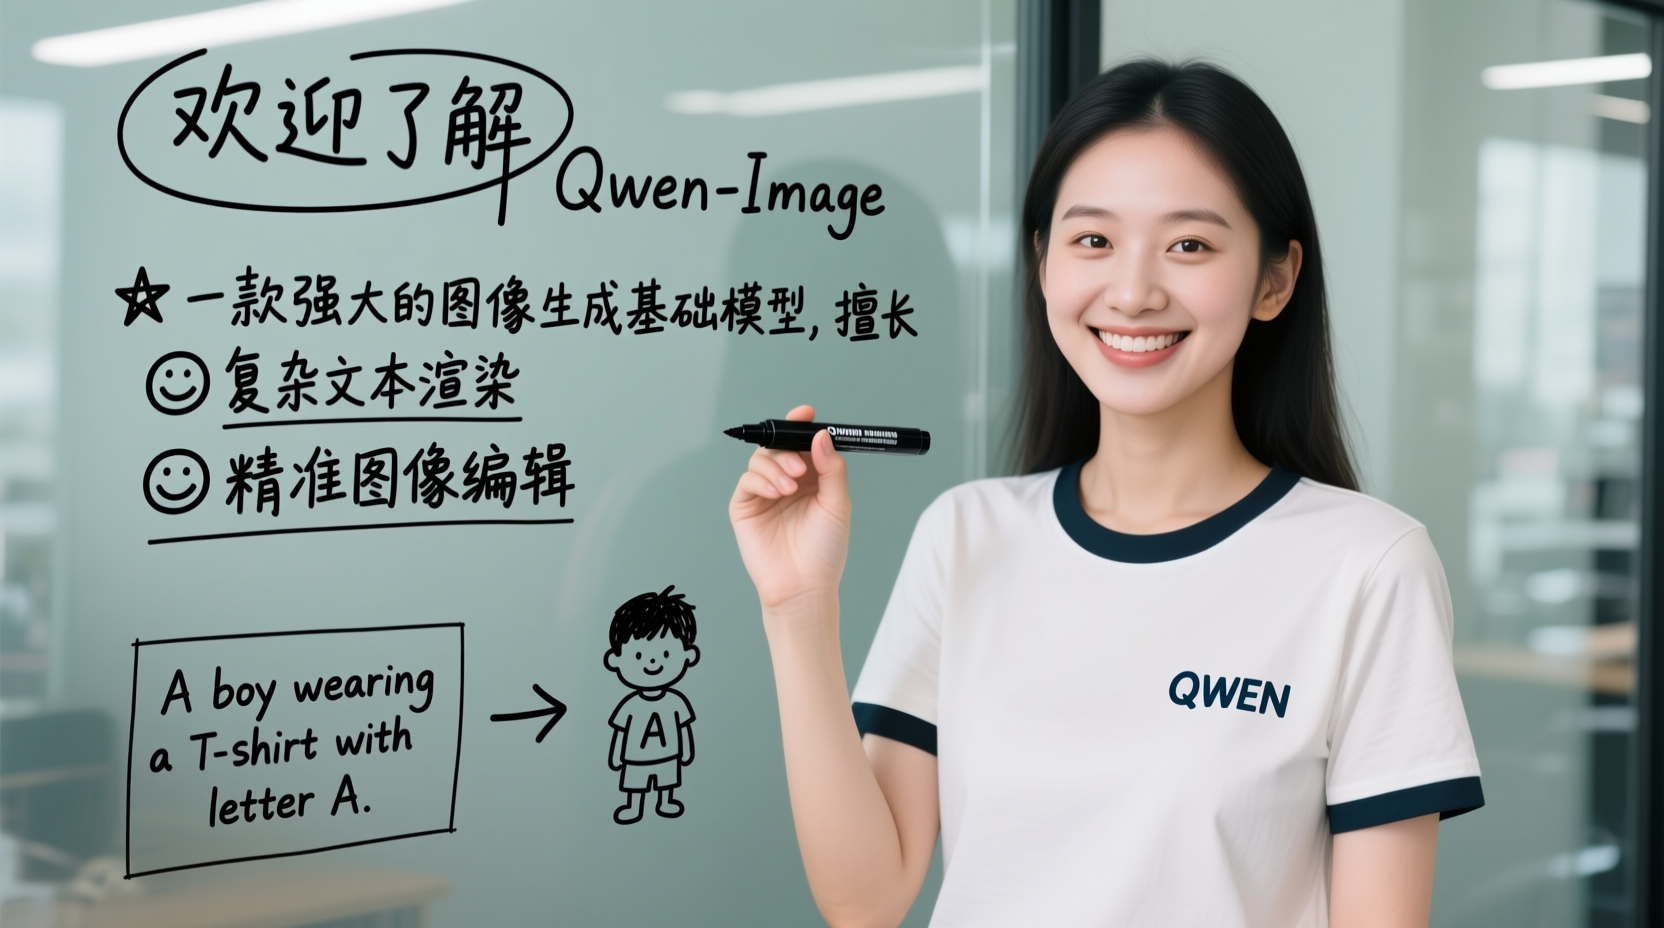 欢迎了解
Qwen-Image
一款强大的图像生成基础模型, 擅长
复杂文本渲染
精准图像编辑
A boy wearing
a T-shirt with
letter A.
A
QWEN